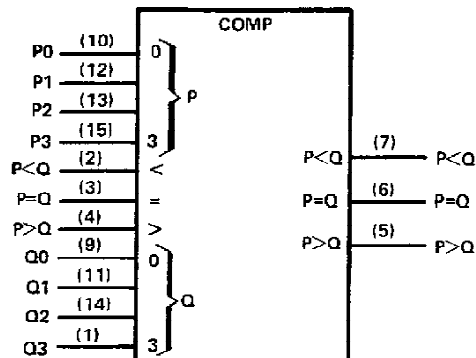 COMP
P0 (10) 0
P1 (12)
P2 (13) P
P3 (15) 3
P<Q (2) < P<Q (7) P<Q
P=Q (3) = P=Q (6) P=Q
P>Q (4) > P>Q (5) P>Q
Q0 (9) 0
Q1 (11) Q
Q2 (14)
Q3 (1) 3